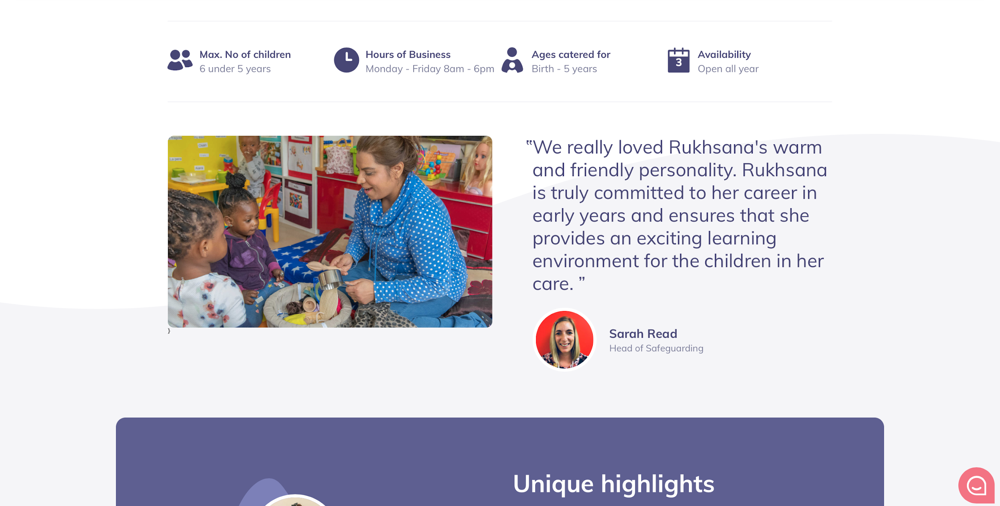 Max. No of children
6 under 5 years
Hours of Business
Monday - Friday 8am - 6pm
Ages catered for
Birth - 5 years
3
Availability
Open all year
La pera
"We really loved Rukhsana's warm
and friendly personality. Rukhsana
is truly committed to her career in
early years and ensures that she
provides an exciting learning
environment for the children in her
care. ”
}
Sarah Read
Head of Safeguarding
Unique highlights